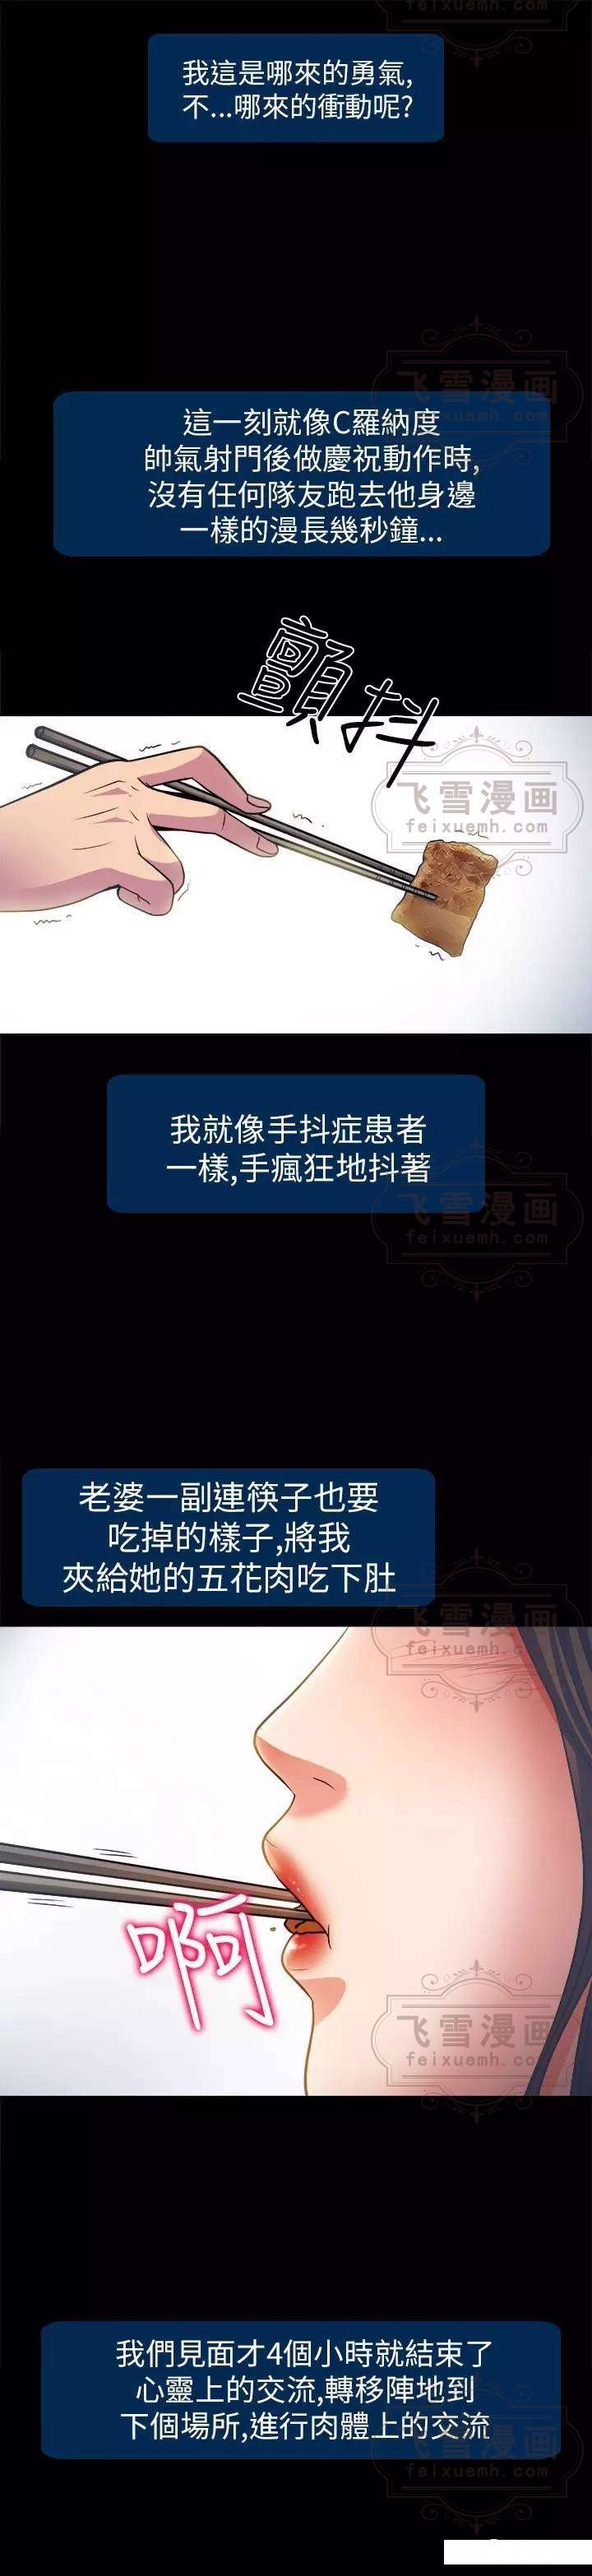 feixuemh.com
我這是哪來的勇氣,
不...哪來的衝動呢?
飞雪漫画
feixuemh.com
這一刻就像C羅納度
帥氣射門後做慶祝動作時,
沒有任何隊友跑去他身邊
一樣的漫長幾秒鐘...
顫抖
飞雪漫画
feixuemh.com
我就像手抖症患者
一樣,手瘋狂地抖著
飞雪漫画
feixuemh.com
老婆一副連筷子也要
吃掉的樣子,將我
夾給她的五花肉吃下肚
飞雪漫画
feixuemh.com
啊
飞雪漫画
feixuemh.com
我們見面才4個小時就結束了
心靈上的交流,轉移陣地到
下個場所,進行肉體上的交流
飞雪漫画
feixuemh.com